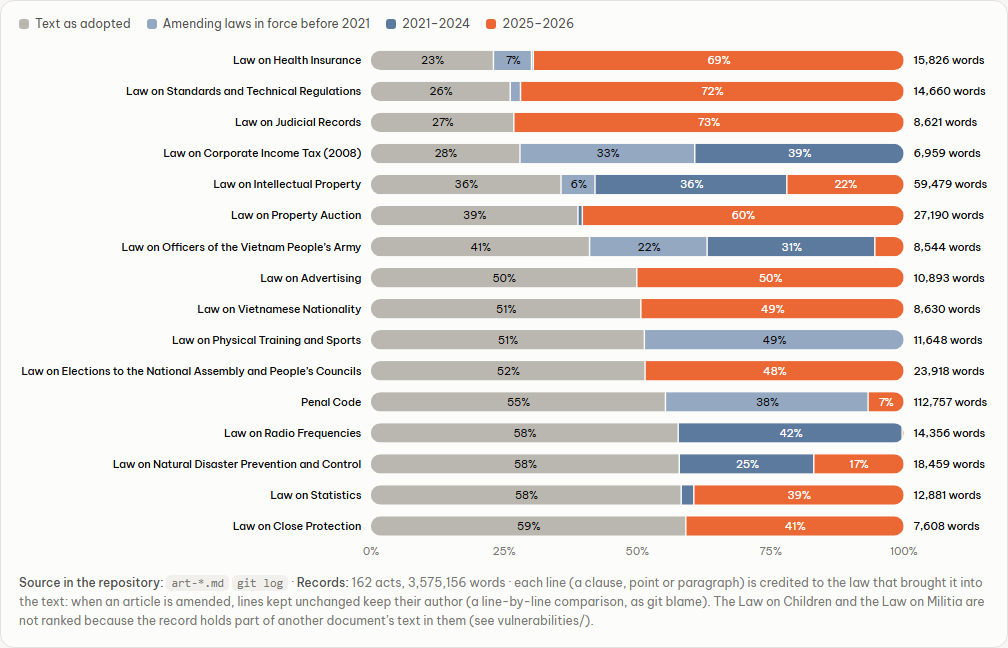 Text as adopted Amending laws in force before 2021 2021–2024 2025–2026
Law on Health Insurance 23% 7% 69% 15,826 words
Law on Standards and Technical Regulations 26% 72% 14,660 words
Law on Judicial Records 27% 73% 8,621 words
Law on Corporate Income Tax (2008) 28% 33% 39% 6,959 words
Law on Intellectual Property 36% 6% 36% 22% 59,479 words
Law on Property Auction 39% 60% 27,190 words
Law on Officers of the Vietnam People's Army 41% 22% 31% 8,544 words
Law on Advertising 50% 50% 10,893 words
Law on Vietnamese Nationality 51% 49% 8,630 words
Law on Physical Training and Sports 51% 49% 11,648 words
Law on Elections to the National Assembly and People's Councils 52% 48% 23,918 words
Penal Code 55% 38% 7% 112,757 words
Law on Radio Frequencies 58% 42% 14,356 words
Law on Natural Disaster Prevention and Control 58% 25% 17% 18,459 words
Law on Statistics 58% 39% 12,881 words
Law on Close Protection 59% 41% 7,608 words
0% 25% 50% 75% 100%
Source in the repository: art-*.md git log · Records: 162 acts, 3,575,156 words · each line (a clause, point or paragraph) is credited to the law that brought it into
the text: when an article is amended, lines kept unchanged keep their author (a line-by-line comparison, as git blame). The Law on Children and the Law on Militia are
not ranked because the record holds part of another document's text in them (see vulnerabilities/).